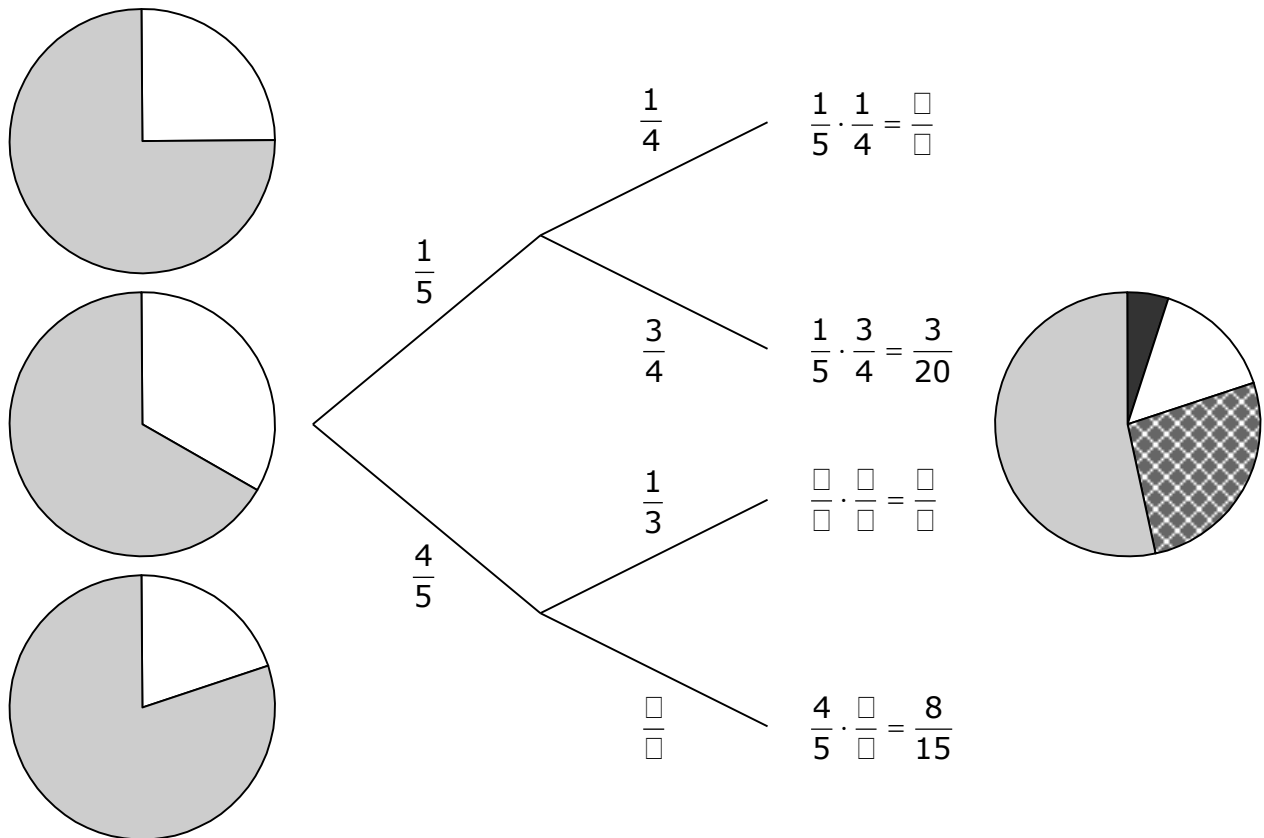 1/4
1/5 · 1/4 = □/□
1/5
3/4
1/5 · 3/4 = 3/20
1/3
□/□ · □/□ = □/□
4/5
□/□
4/5 · □/□ = 8/15